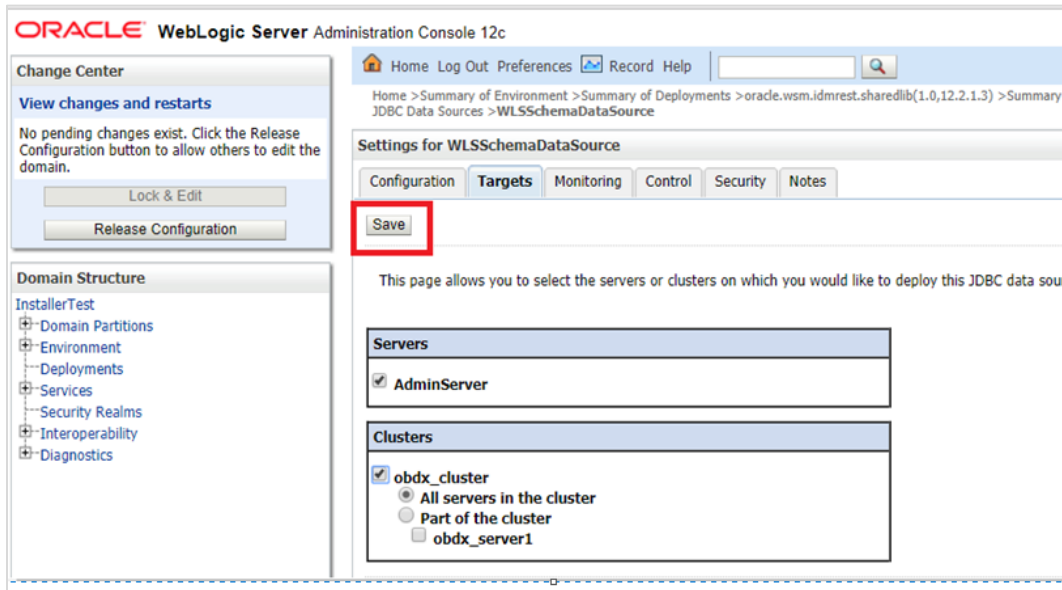 ORACLE WebLogic Server Administration Console 12c
Change Center
View changes and restarts
No pending changes exist. Click the Release
Configuration button to allow others to edit the
domain.
Lock & Edit
Release Configuration
Domain Structure
InstallerTest
Domain Partitions
Environment
Deployments
Services
Security Realms
Interoperability
Diagnostics
Home Log Out Preferences Record Help
Home >Summary of Environment >Summary of Deployments >oracle.wsm.idmrest.sharedlib(1.0,12.2.1.3) >Summary
JDBC Data Sources >WLSSchemaDataSource
Settings for WLSSchemaDataSource
Configuration Targets Monitoring Control Security Notes
Save
This page allows you to select the servers or clusters on which you would like to deploy this JDBC data sou
Servers
AdminServer
Clusters
obdx_cluster
All servers in the cluster
Part of the cluster
obdx_server1